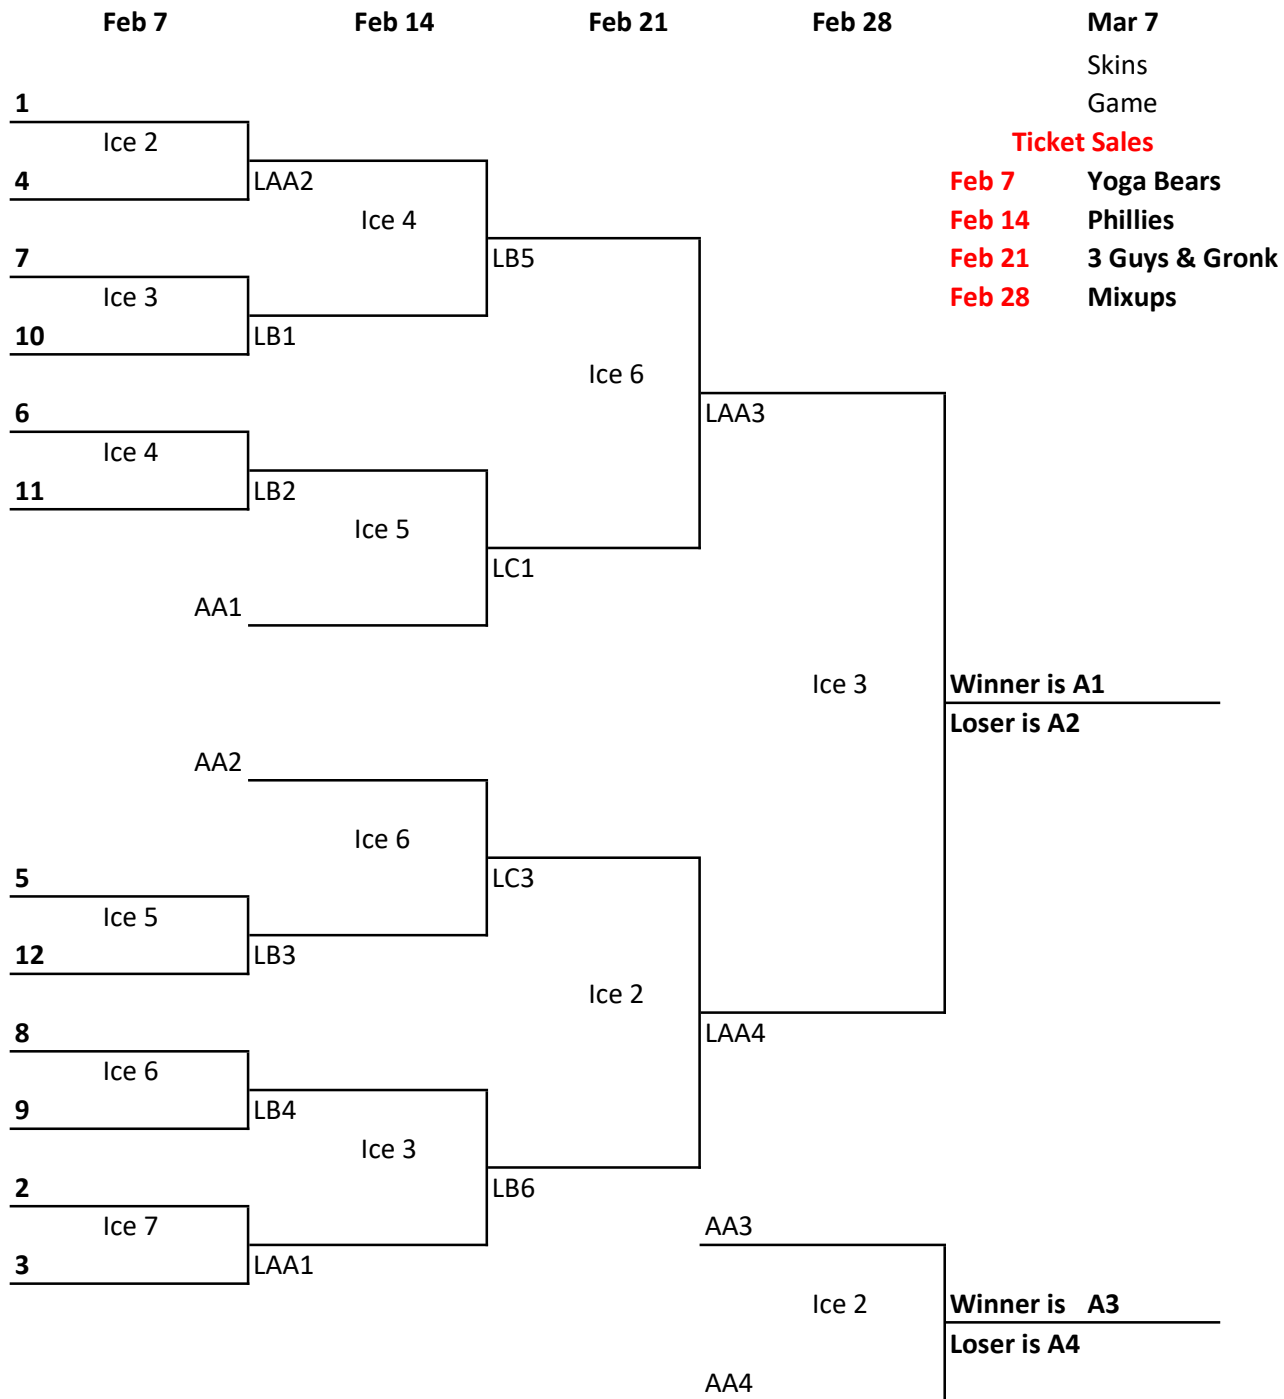 Feb 7 Feb 14 Feb 21 Feb 28 Mar 7
Skins
1 Game
Ice 2 Ticket Sales
4 LAA2 Feb 7 Yoga Bears
Ice 4 Feb 14 Phillies
7 LB5 Feb 21 3 Guys & Gronk
Ice 3 Feb 28 Mixups
10 LB1
Ice 6
6 LAA3
Ice 4
11 LB2
Ice 5
LC1
AA1
Ice 3 Winner is A1
Loser is A2
AA2
Ice 6
5 LC3
Ice 5
12 LB3
Ice 2
8 LAA4
Ice 6
9 LB4
Ice 3
2 LB6
Ice 7 AA3
3 LAA1
Ice 2 Winner is A3
Loser is A4
AA4